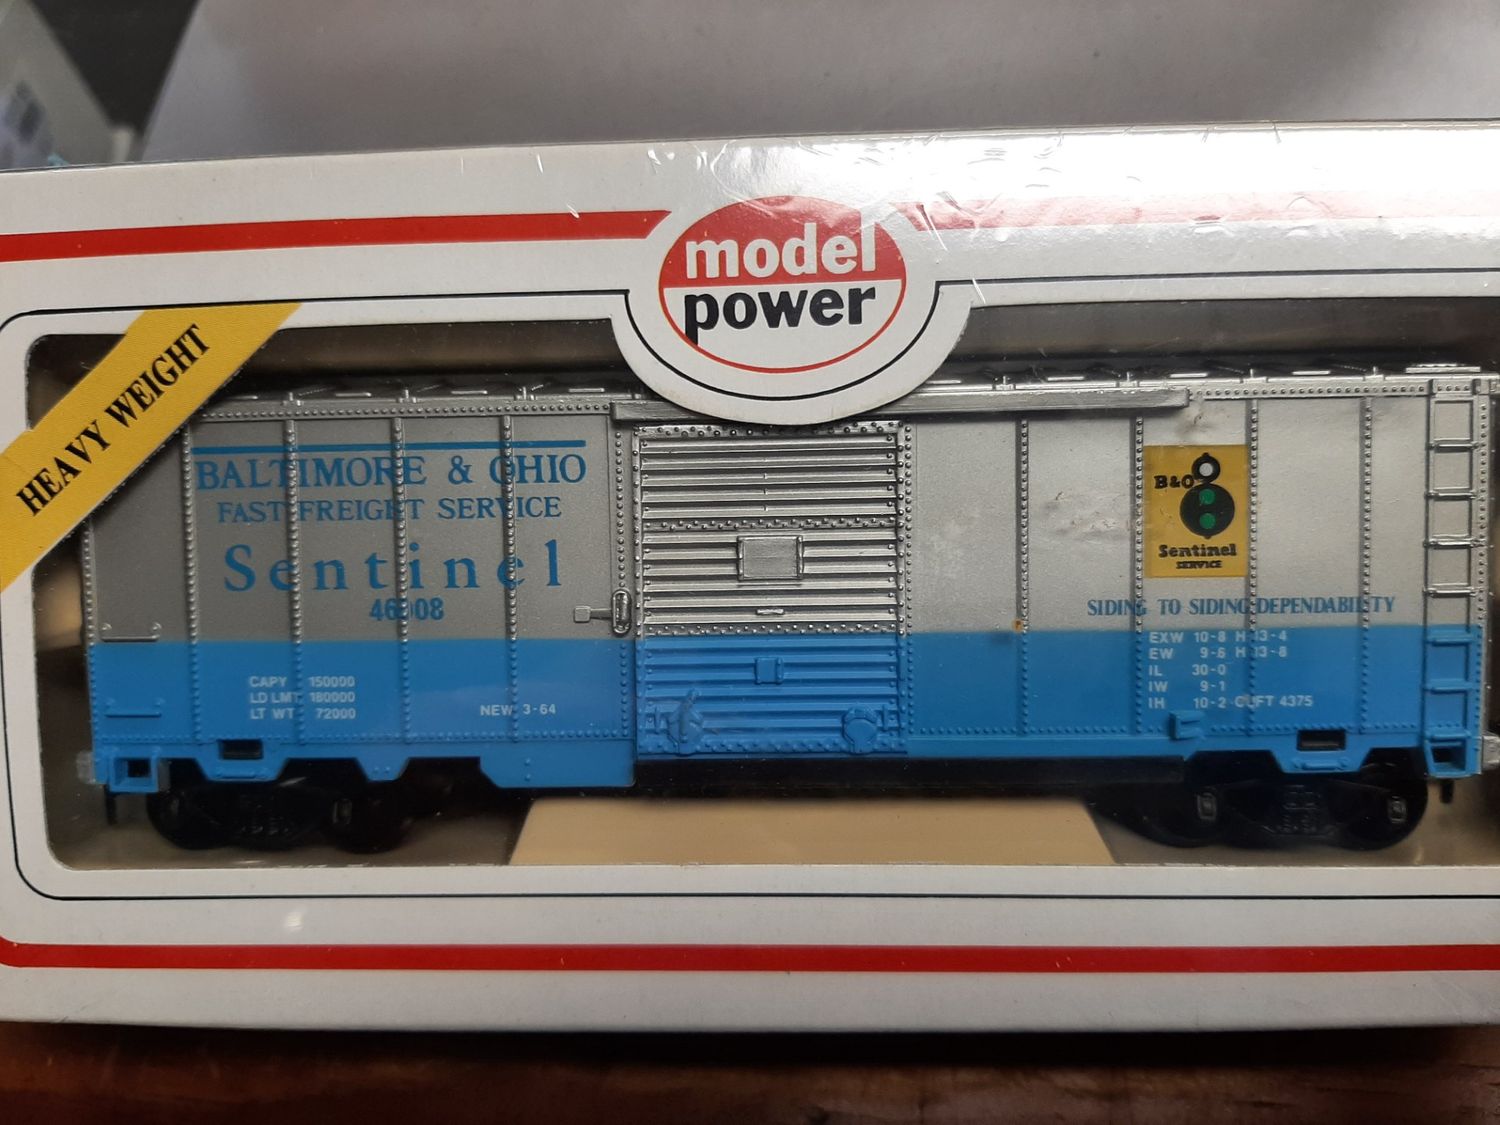 model
power
HEAVY WEIGHT
BALTIMORE & OHIO
FAST FREIGHT SERVICE
Sentinel
46008
CAPY 150000
LD LMT 180000
LT WT 72000
NEW 3-64
B&O
Sentinel
SERVICE
SIDING TO SIDING DEPENDABILITY
EXW 10-8 H 13-4
EW 9-6 H 13-8
IL 30-0
IW 9-1
IH 10-2 CUFT 4375